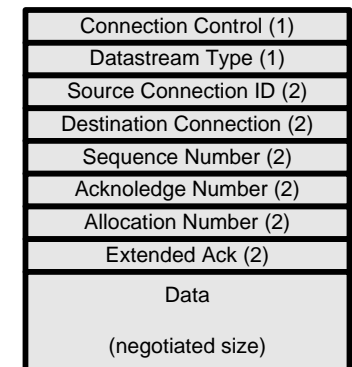 Connection Control (1)
Datastream Type (1)
Source Connection ID (2)
Destination Connection (2)
Sequence Number (2)
Acknoledge Number (2)
Allocation Number (2)
Extended Ack (2)
Data
(negotiated size)